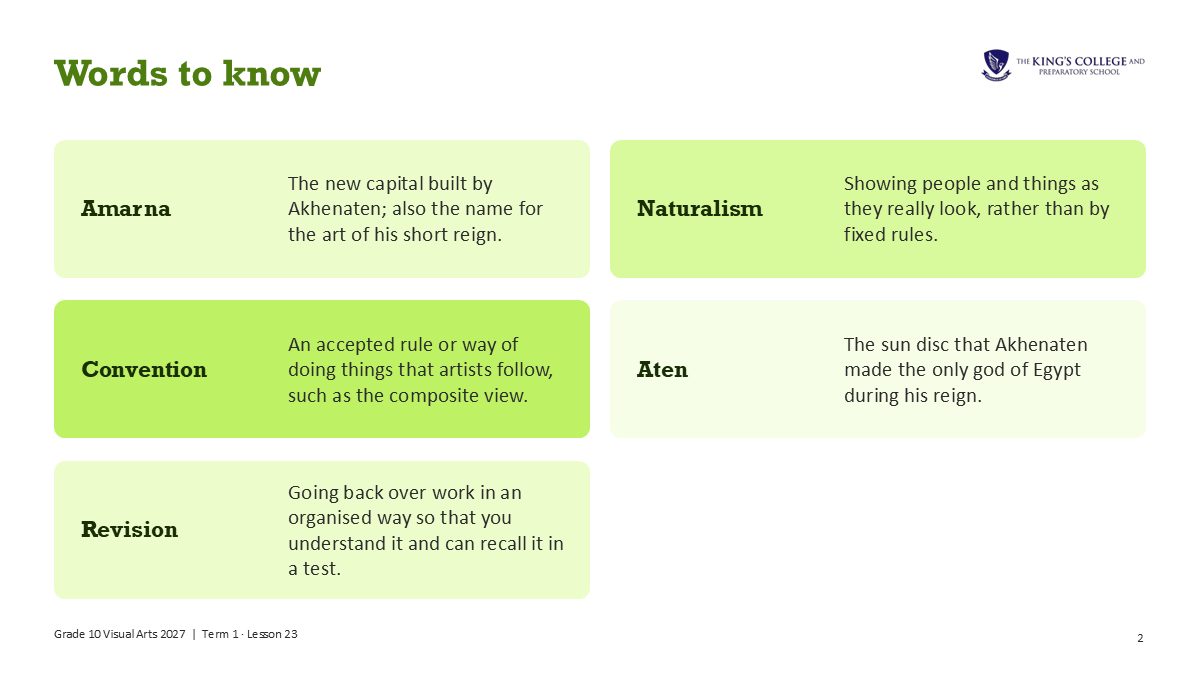 Words to know
THE KING'S COLLEGE AND
PREPARATORY SCHOOL
Amarna
The new capital built by
Akhenaten; also the name for
the art of his short reign.
Naturalism
Showing people and things as
they really look, rather than by
fixed rules.
Convention
An accepted rule or way of
doing things that artists follow,
such as the composite view.
Aten
The sun disc that Akhenaten
made the only god of Egypt
during his reign.
Revision
Going back over work in an
organised way so that you
understand it and can recall it in
a test.
Grade 10 Visual Arts 2027 | Term 1 · Lesson 23
2